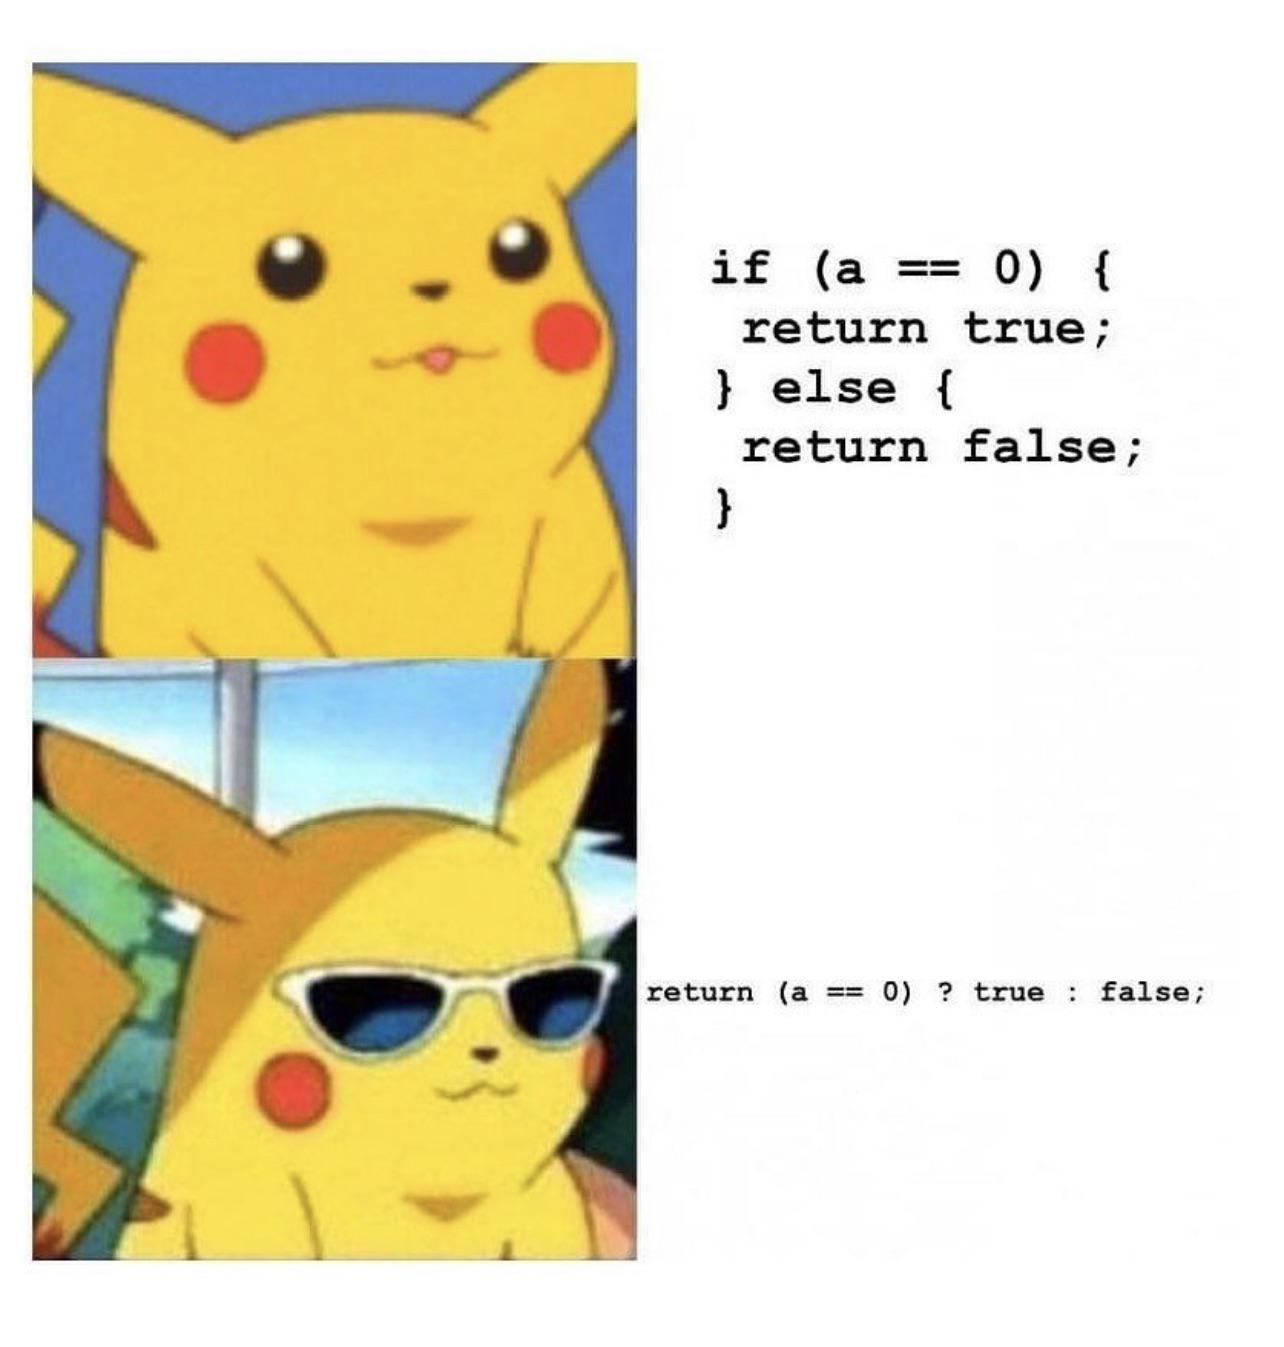 if (a == 0) {
 return true;
} else {
 return false;
}
return (a == 0) ? true : false;